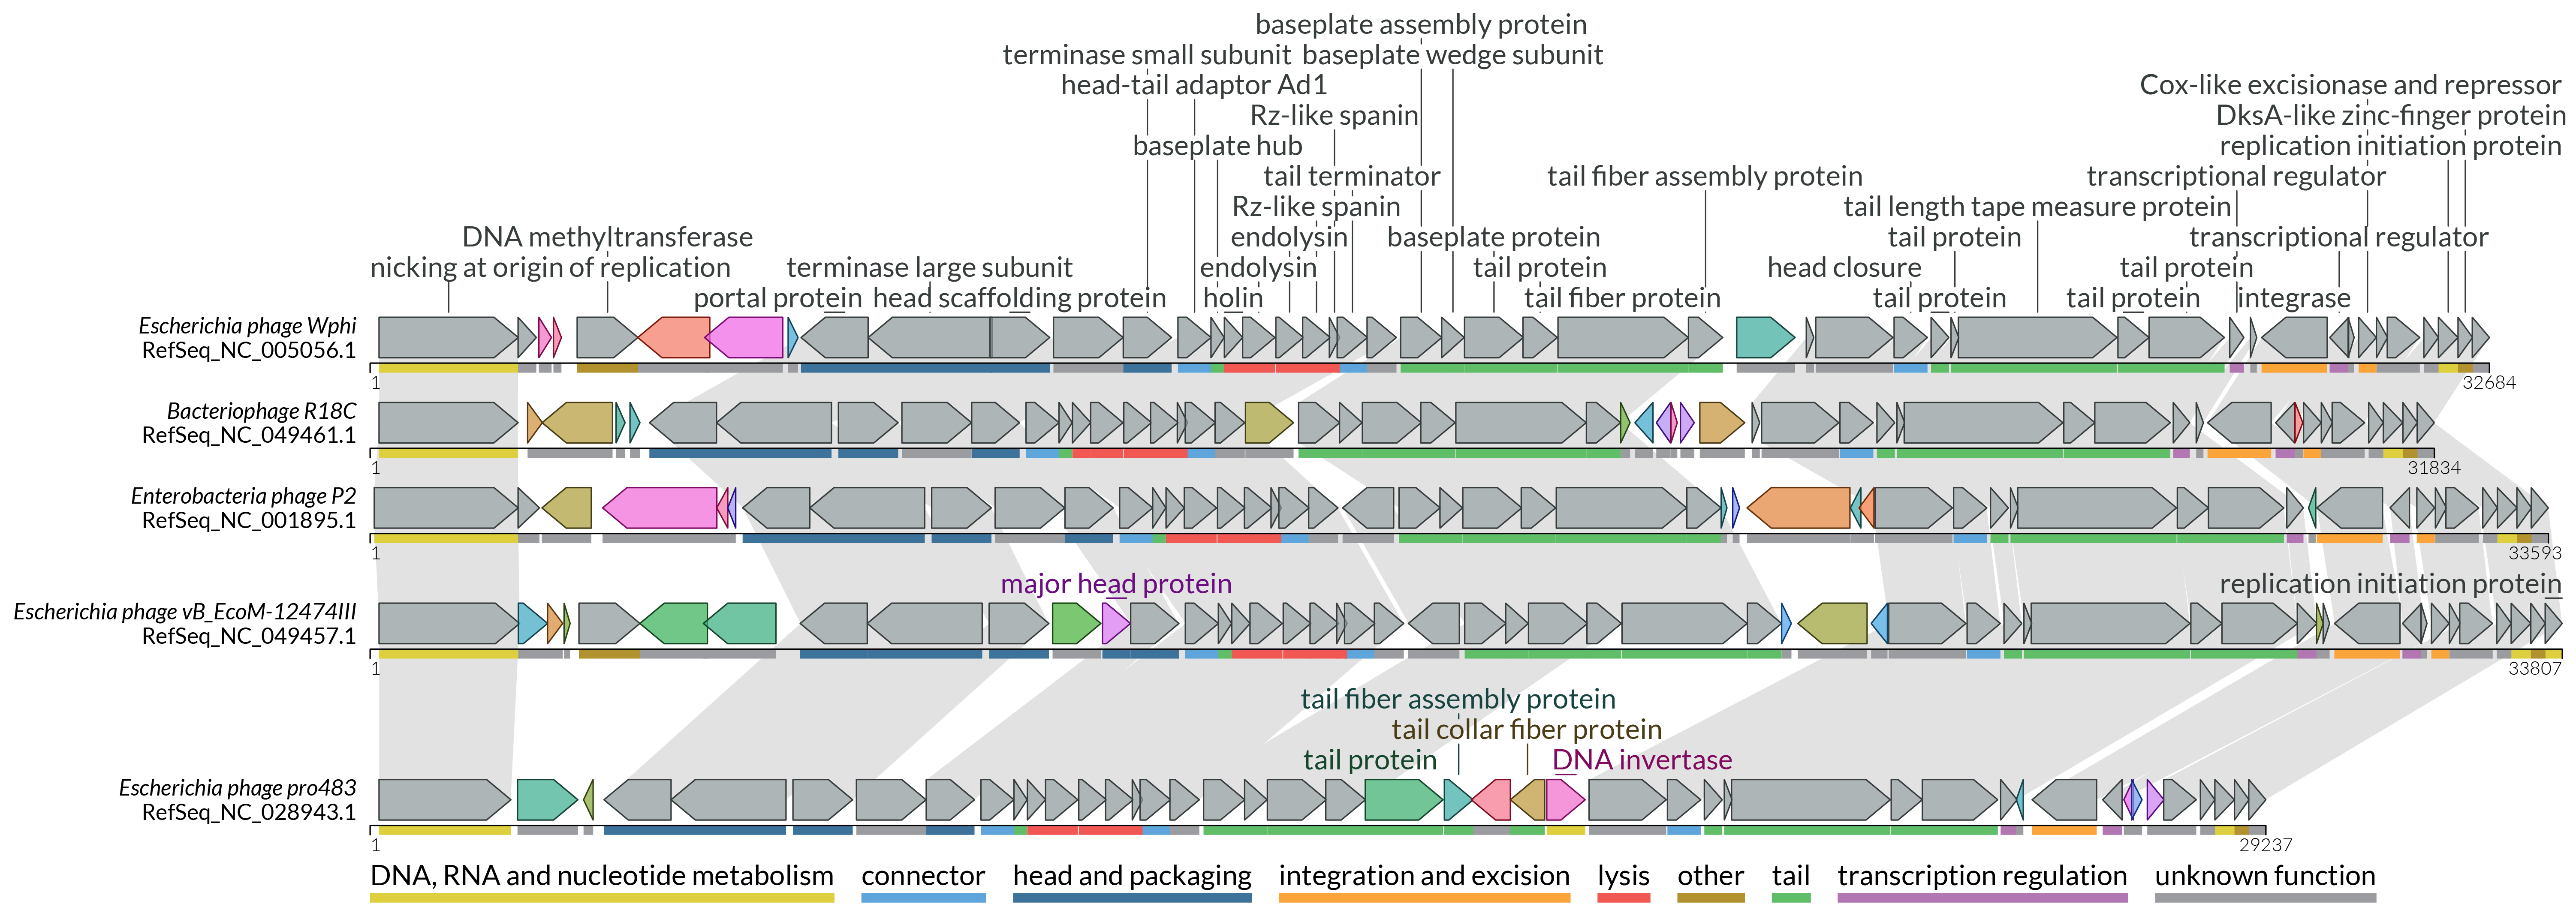 baseplate assembly protein
terminase small subunit baseplate wedge subunit
head-tail adaptor Ad1 Cox-like excisionase and repressor
Rz-like spanin DksA-like zinc-finger protein
baseplate hub replication initiation protein
tail terminator tail fiber assembly protein transcriptional regulator
Rz-like spanin tail length tape measure protein
DNA methyltransferase endolysin baseplate protein tail protein transcriptional regulator
nicking at origin of replication terminase large subunit endolysin tail protein head closure tail protein
portal protein head scaffolding protein holin tail fiber protein tail protein tail protein integrase
Escherichia phage Wphi
RefSeq_NC_005056.1
1 32684
Bacteriophage R18C
RefSeq_NC_049461.1
1 31834
Enterobacteria phage P2
RefSeq_NC_001895.1
1 33593
major head protein replication initiation protein
Escherichia phage vB_EcoM-12474III
RefSeq_NC_049457.1
1 33807
tail fiber assembly protein
tail collar fiber protein
tail protein DNA invertase
Escherichia phage pro483
RefSeq_NC_028943.1
1 29237
DNA, RNA and nucleotide metabolism connector head and packaging integration and excision lysis other tail transcription regulation unknown function